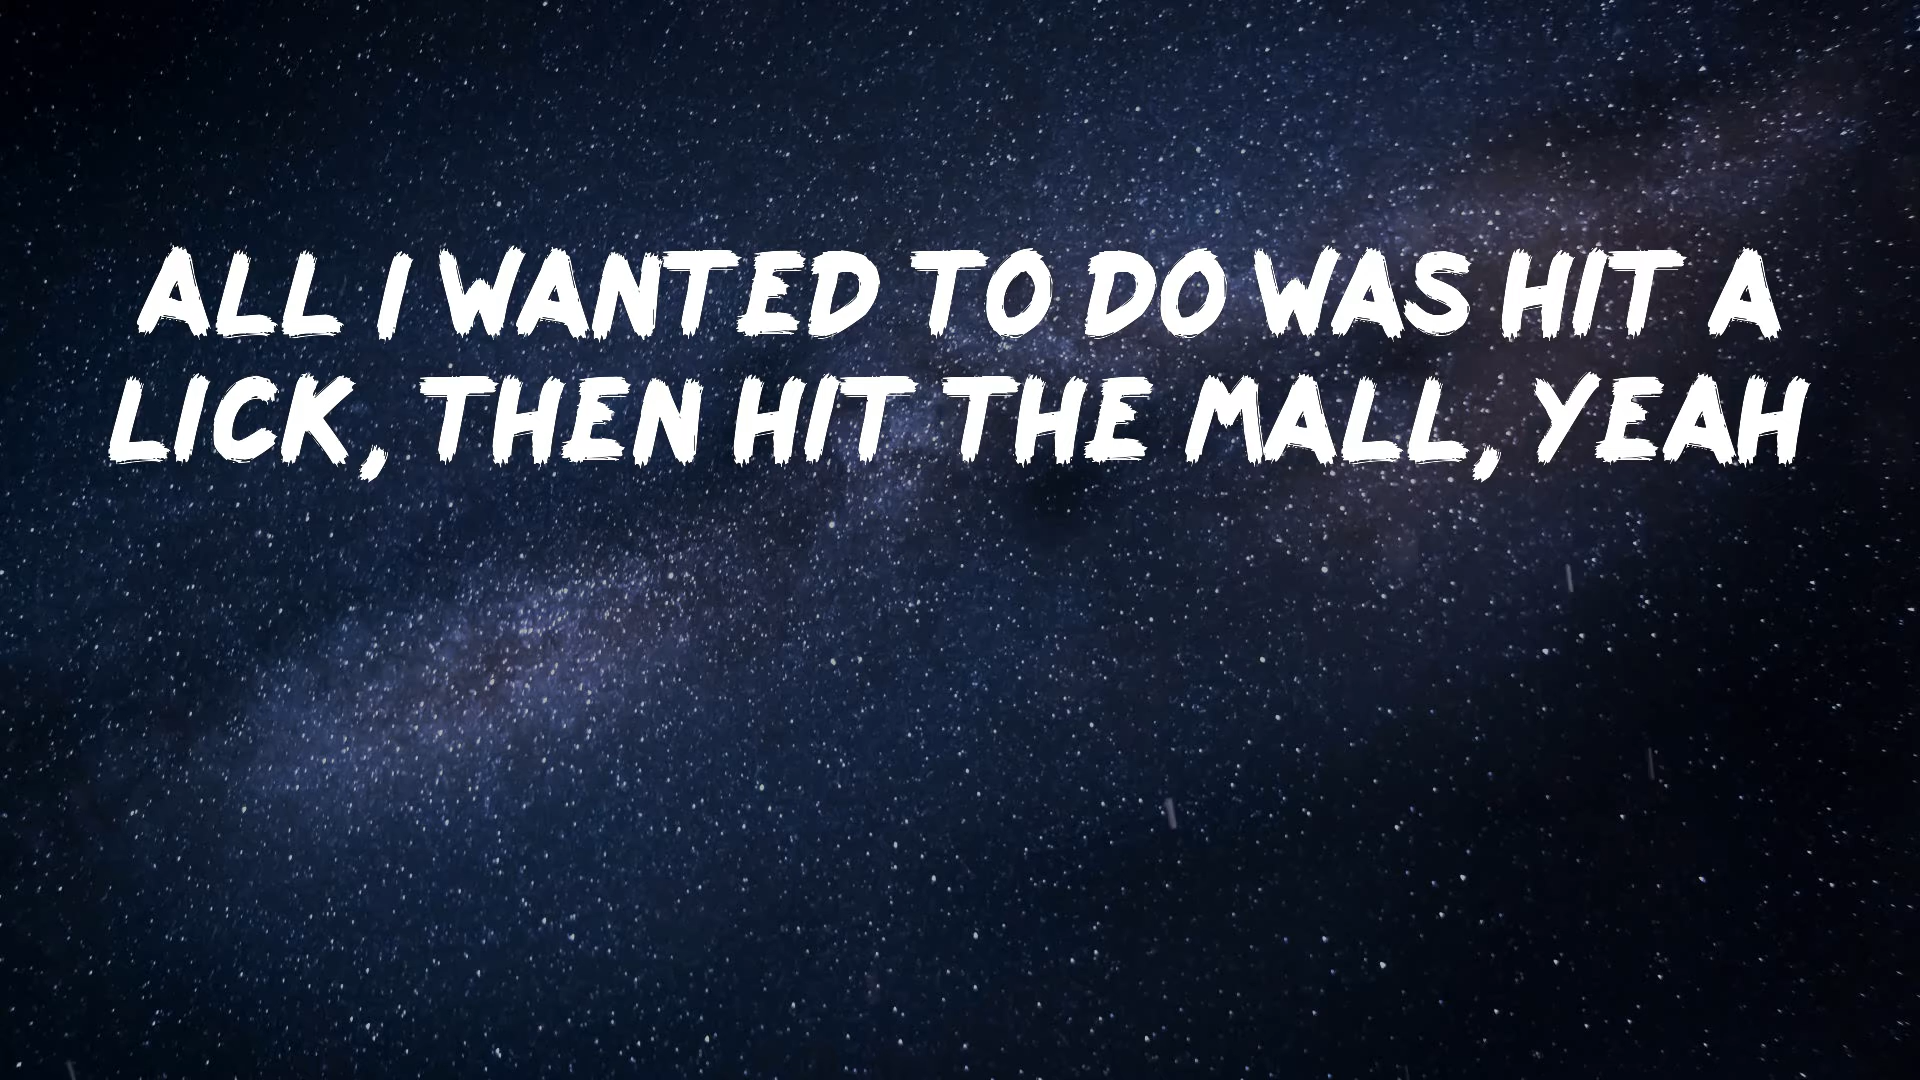 ALL I WANTED TO DO WAS HIT A
LICK, THEN HIT THE MALL, YEAH